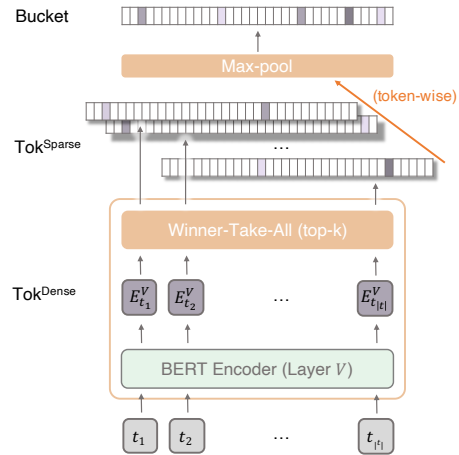 Bucket
Max-pool
(token-wise)
Tok^Sparse
...
Winner-Take-All (top-k)
Tok^Dense
E^V_{t_1} E^V_{t_2} ... E^V_{t_{|t|}}
BERT Encoder (Layer V)
t_1 t_2 ... t_{|t|}